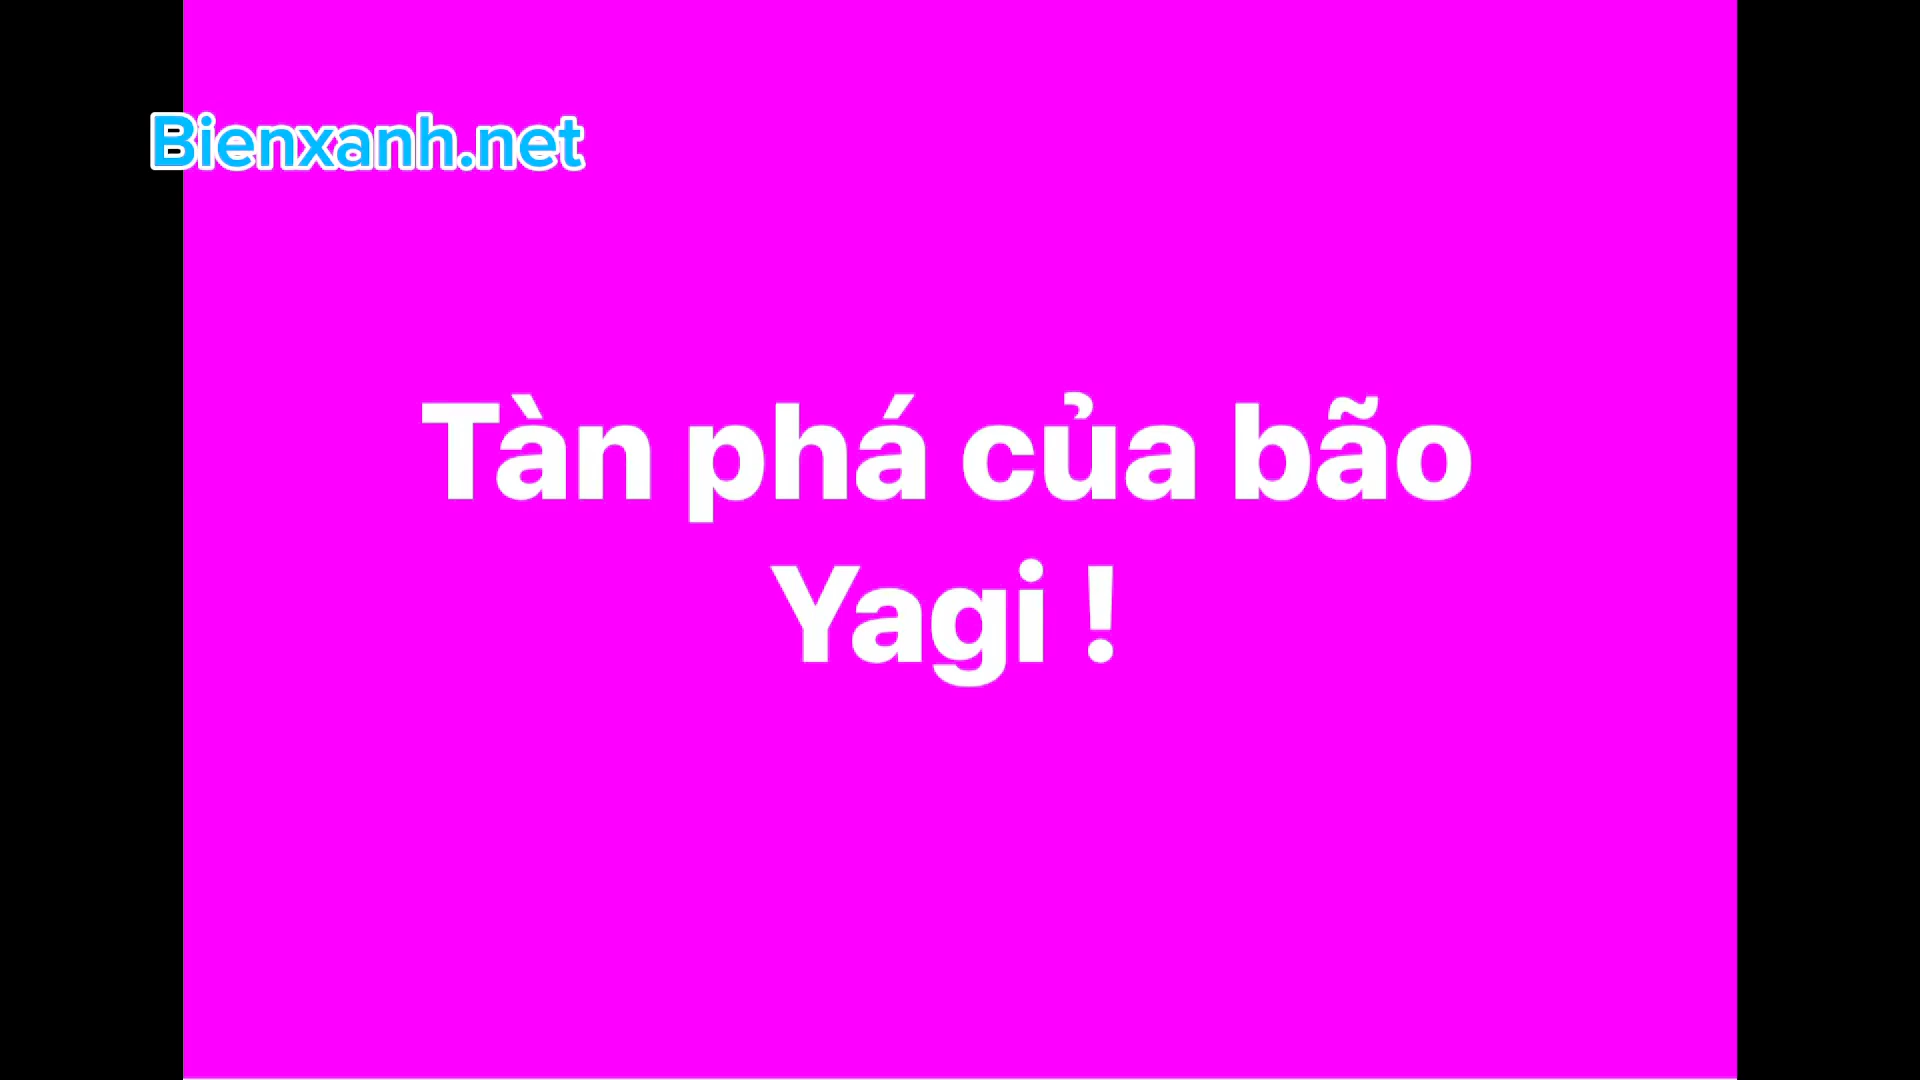 Bienxanh.net
Tàn phá của bão
Yagi !